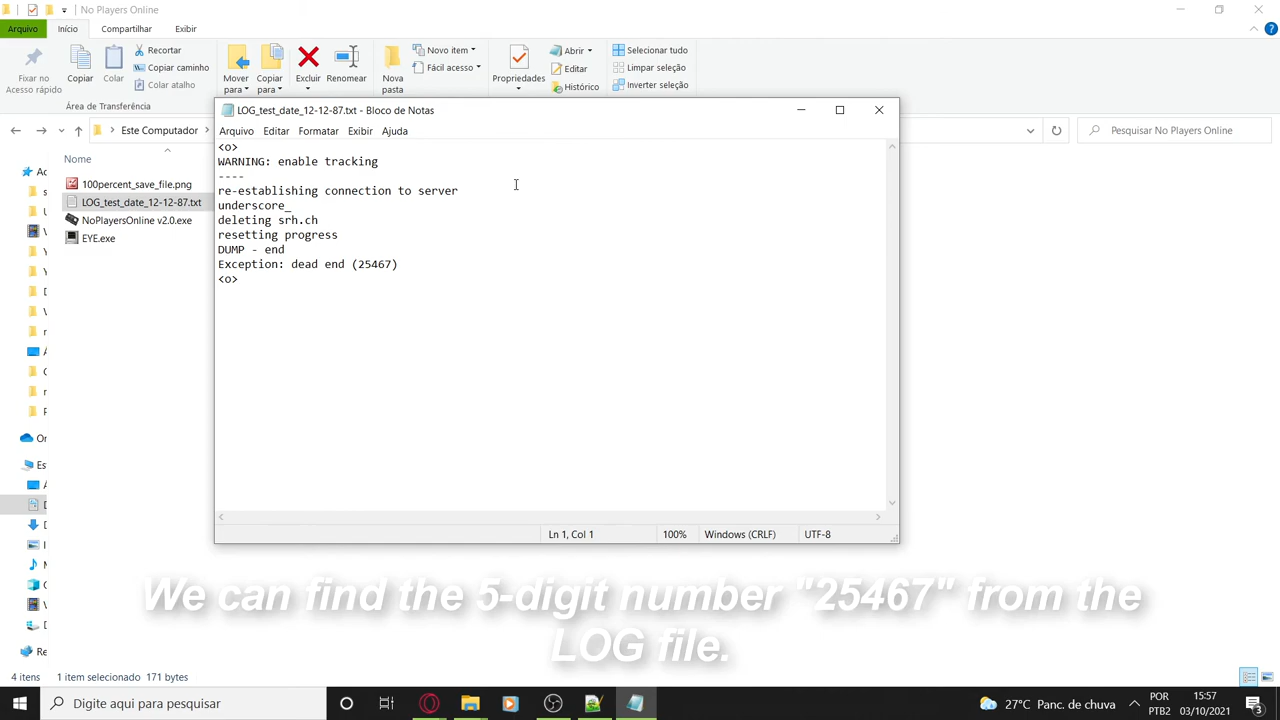 No Players Online
Arquivo Início Compartilhar Exibir
Fixar no
Acesso rápido
Copiar
Colar
Recortar
Copiar caminho
Colar atalho
Mover
para
Copiar
para
Excluir
Renomear
Nova
pasta
Novo item
Fácil acesso
Propriedades
Abrir
Editar
Histórico
Selecionar tudo
Limpar seleção
Inverter seleção
Área de Transferência
Este Computador
Pesquisar No Players Online
Nome
100percent_save_file.png
LOG_test_date_12-12-87.txt
NoPlayersOnline v2.0.exe
EYE.exe
LOG_test_date_12-12-87.txt - Bloco de Notas
Arquivo Editar Formatar Exibir Ajuda
<o>
WARNING: enable tracking
----
re-establishing connection to server
underscore_
deleting srh.ch
resetting progress
DUMP - end
Exception: dead end (25467)
<o>
Ln 1, Col 1 100% Windows (CRLF) UTF-8
We can find the 5-digit number "25467" from the
LOG file.
4 itens 1 item selecionado 171 bytes
Digite aqui para pesquisar
27°C Panc. de chuva
POR
PTB2
15:57
03/10/2021
3